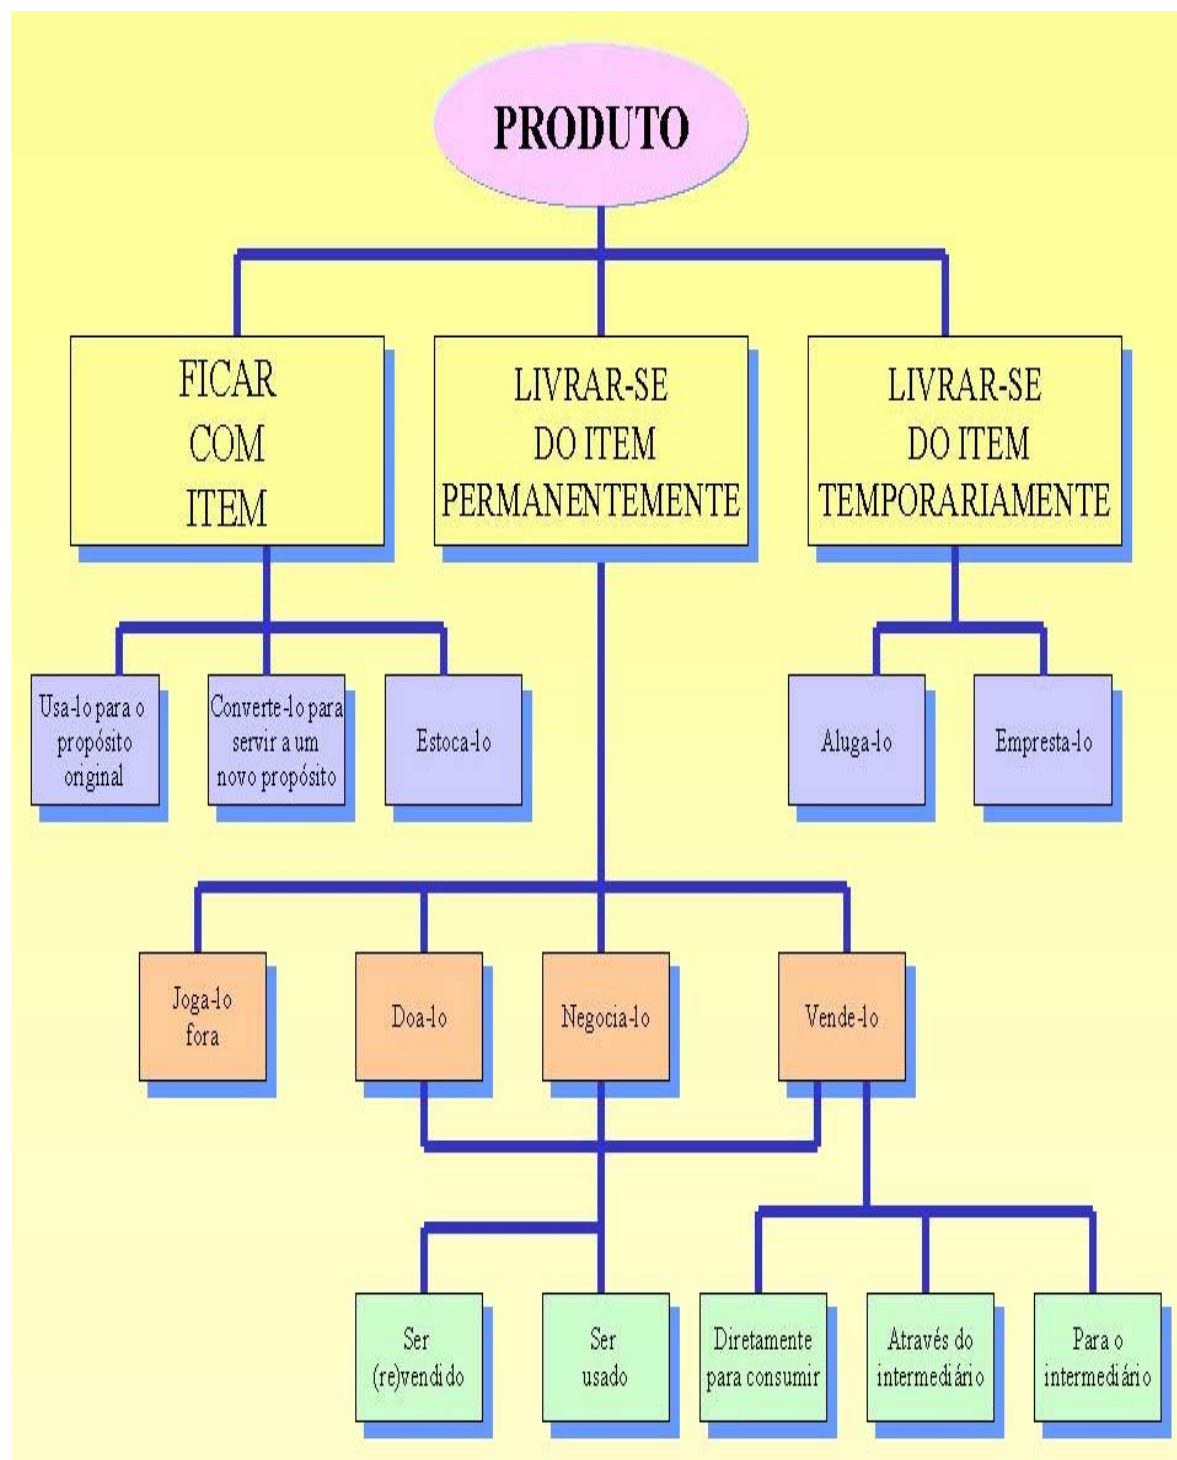 PRODUTO
FICAR
COM
ITEM
LIVRAR-SE
DO ITEM
PERMANENTEMENTE
LIVRAR-SE
DO ITEM
TEMPORARIAMENTE
Usa-lo para o
propósito
original
Converte-lo para
servir a um
novo propósito
Estoca-lo
Aluga-lo
Empresta-lo
Joga-lo
fora
Doa-lo
Negocia-lo
Vende-lo
Ser
(re)vendido
Ser
usado
Diretamente
para consumir
Através do
intermediário
Para o
intermediário